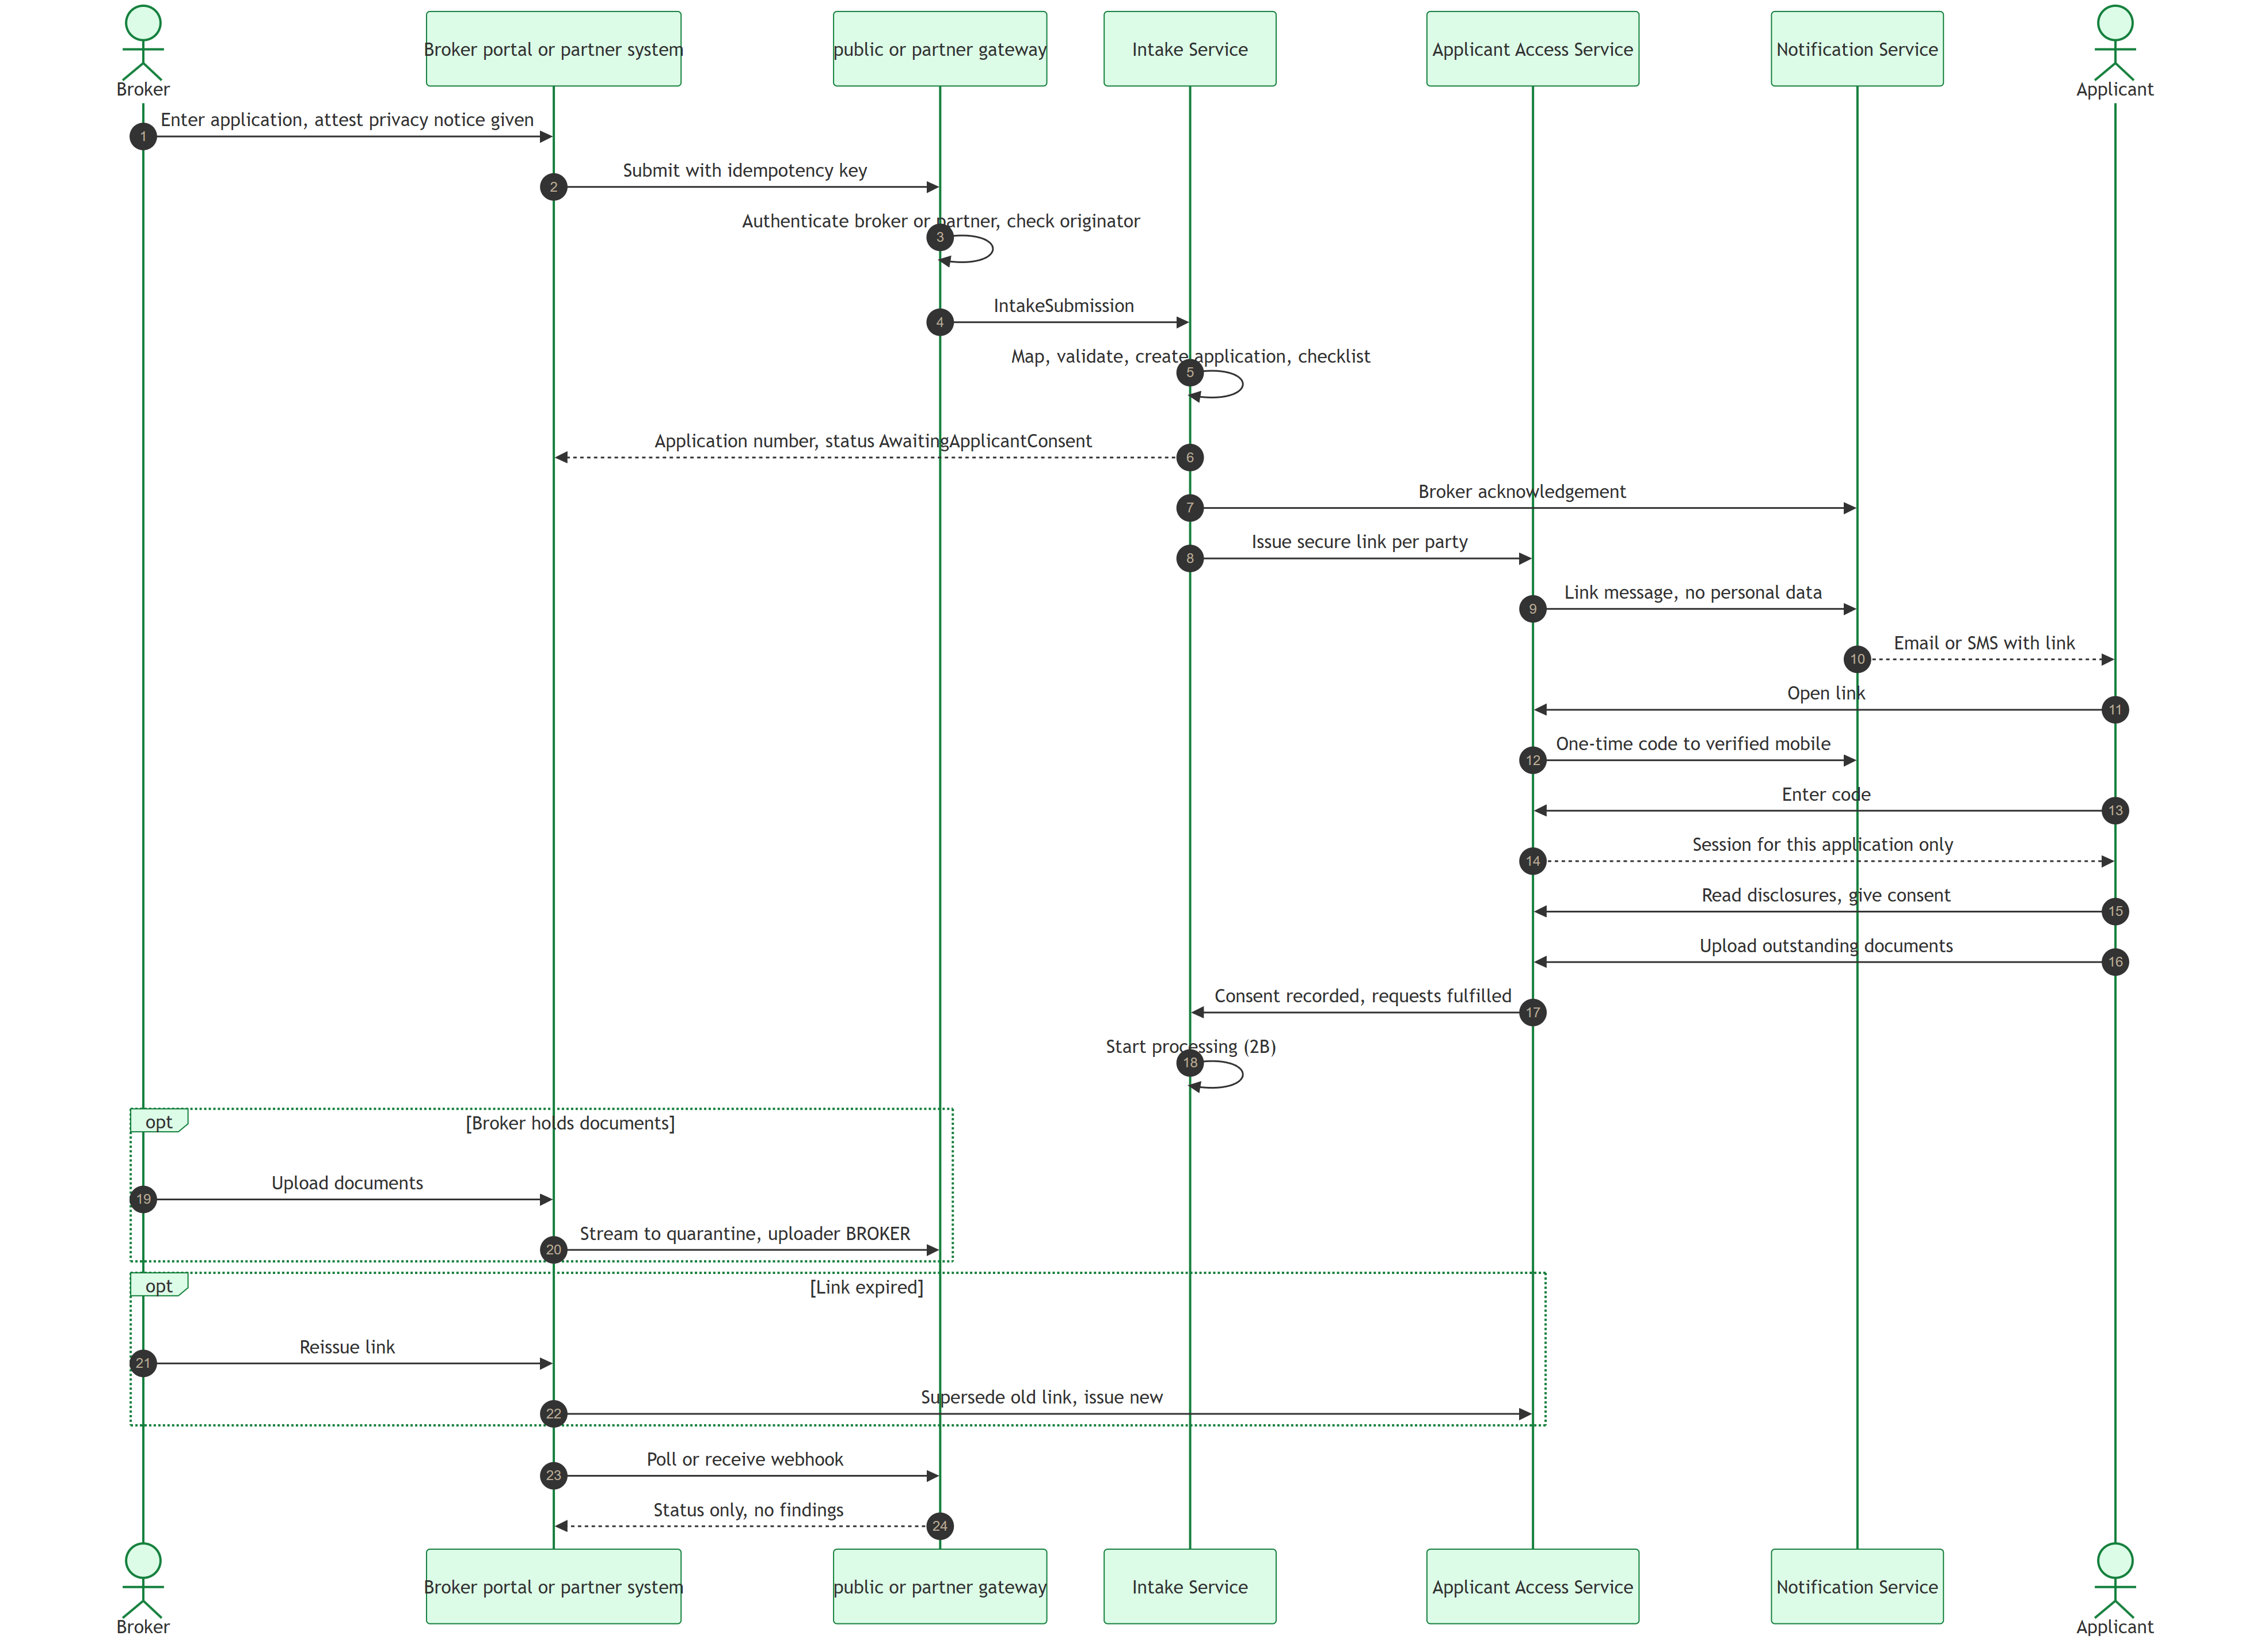 Broker
Broker portal or partner system
public or partner gateway
Intake Service
Applicant Access Service
Notification Service
Applicant
1
Enter application, attest privacy notice given
2
Submit with idempotency key
3
Authenticate broker or partner, check originator
4
IntakeSubmission
5
Map, validate, create application, checklist
6
Application number, status AwaitingApplicantConsent
7
Broker acknowledgement
8
Issue secure link per party
9
Link message, no personal data
10
Email or SMS with link
11
Open link
12
One-time code to verified mobile
13
Enter code
14
Session for this application only
15
Read disclosures, give consent
16
Upload outstanding documents
17
Consent recorded, requests fulfilled
18
Start processing (2B)
opt
[Broker holds documents]
19
Upload documents
20
Stream to quarantine, uploader BROKER
opt
[Link expired]
21
Reissue link
22
Supersede old link, issue new
23
Poll or receive webhook
24
Status only, no findings
Broker
Broker portal or partner system
public or partner gateway
Intake Service
Applicant Access Service
Notification Service
Applicant